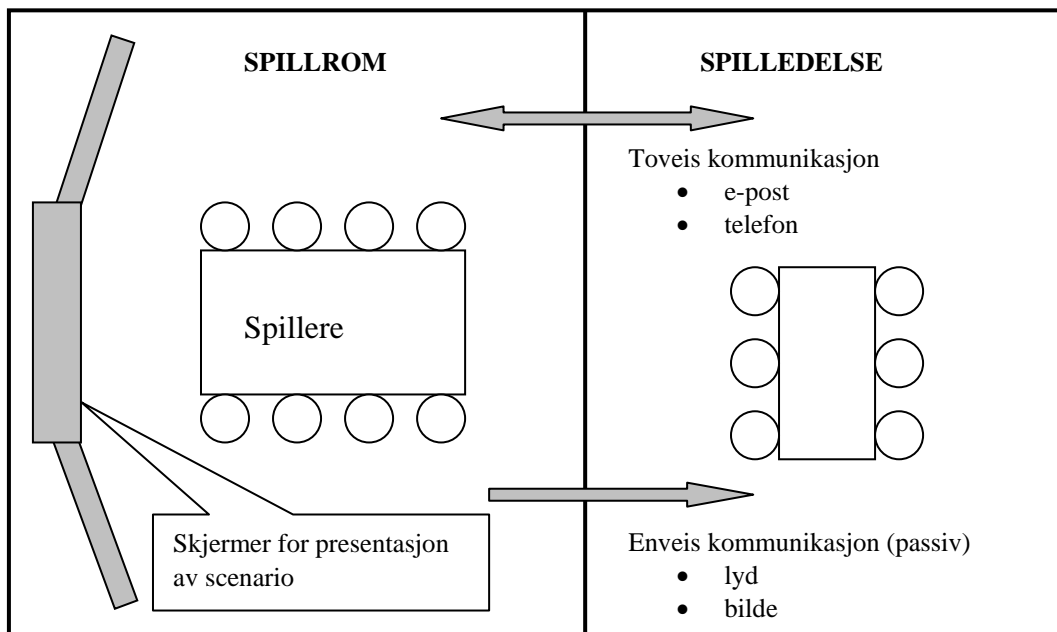 SPILLROM
Spillere
Skjermer for presentasjon
av scenario
SPILLEDELSE
Toveis kommunikasjon
• e-post
• telefon
Enveis kommunikasjon (passiv)
• lyd
• bilde